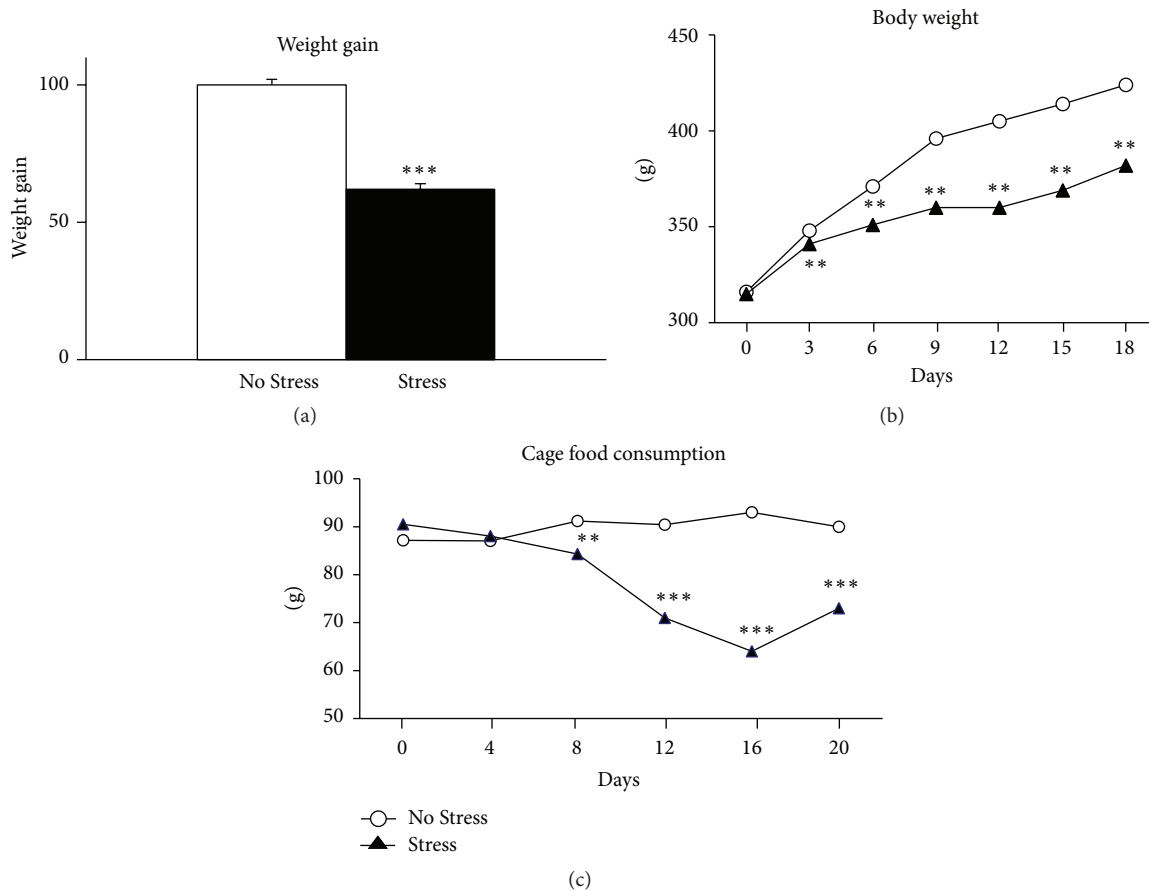 Weight gain
100
50
0
Weight gain
***
No Stress
Stress
(a)
Body weight
450
400
350
300
(g)
**
**
**
**
**
**
0 3 6 9 12 15 18
Days
(b)
Cage food consumption
100
90
80
70
60
50
(g)
**
***
***
***
0 4 8 12 16 20
Days
No Stress
Stress
(c)